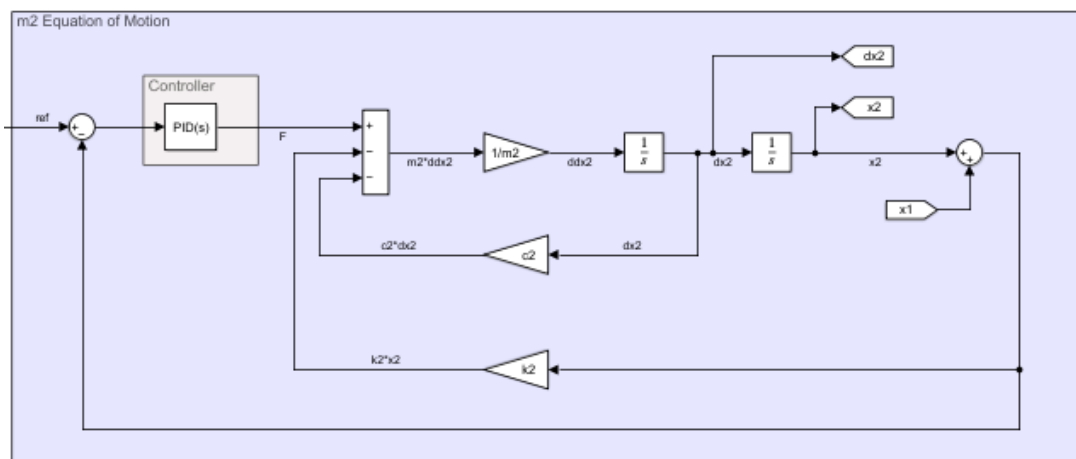 m2 Equation of Motion
dx2
Controller
x2
ref
+
−
PID(s)
F
+
−
−
m2*ddx2
1/m2
ddx2
1
s
dx2
1
s
x2
+
+
x1
c2*dx2
c2
dx2
k2*x2
k2